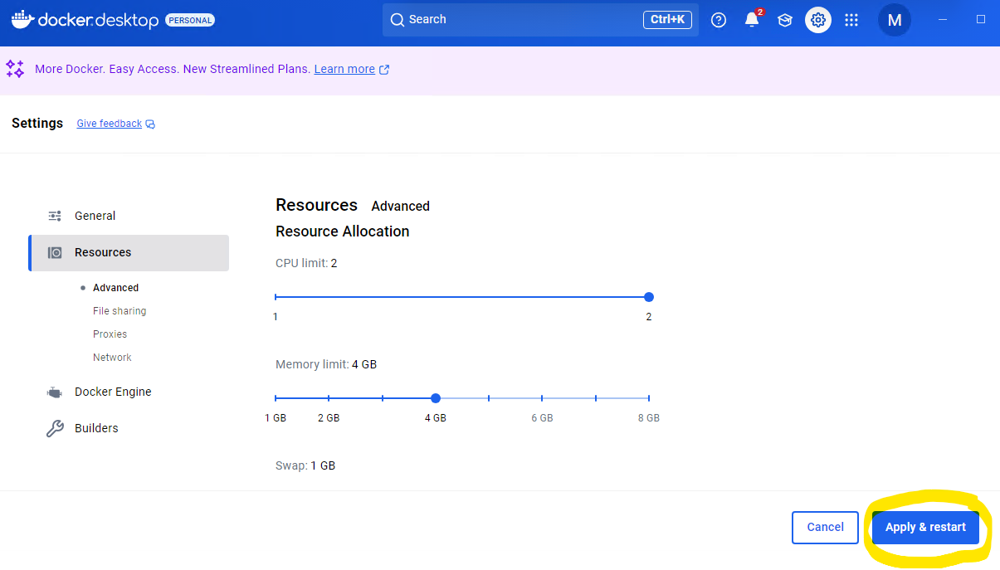 docker.desktop PERSONAL Search Ctrl+K 2 M
More Docker. Easy Access. New Streamlined Plans. Learn more
Settings Give feedback
General
Resources
Advanced
File sharing
Proxies
Network
Docker Engine
Builders
Resources Advanced
Resource Allocation
CPU limit: 2
1 2
Memory limit: 4 GB
1 GB 2 GB 4 GB 6 GB 8 GB
Swap: 1 GB
Cancel Apply & restart